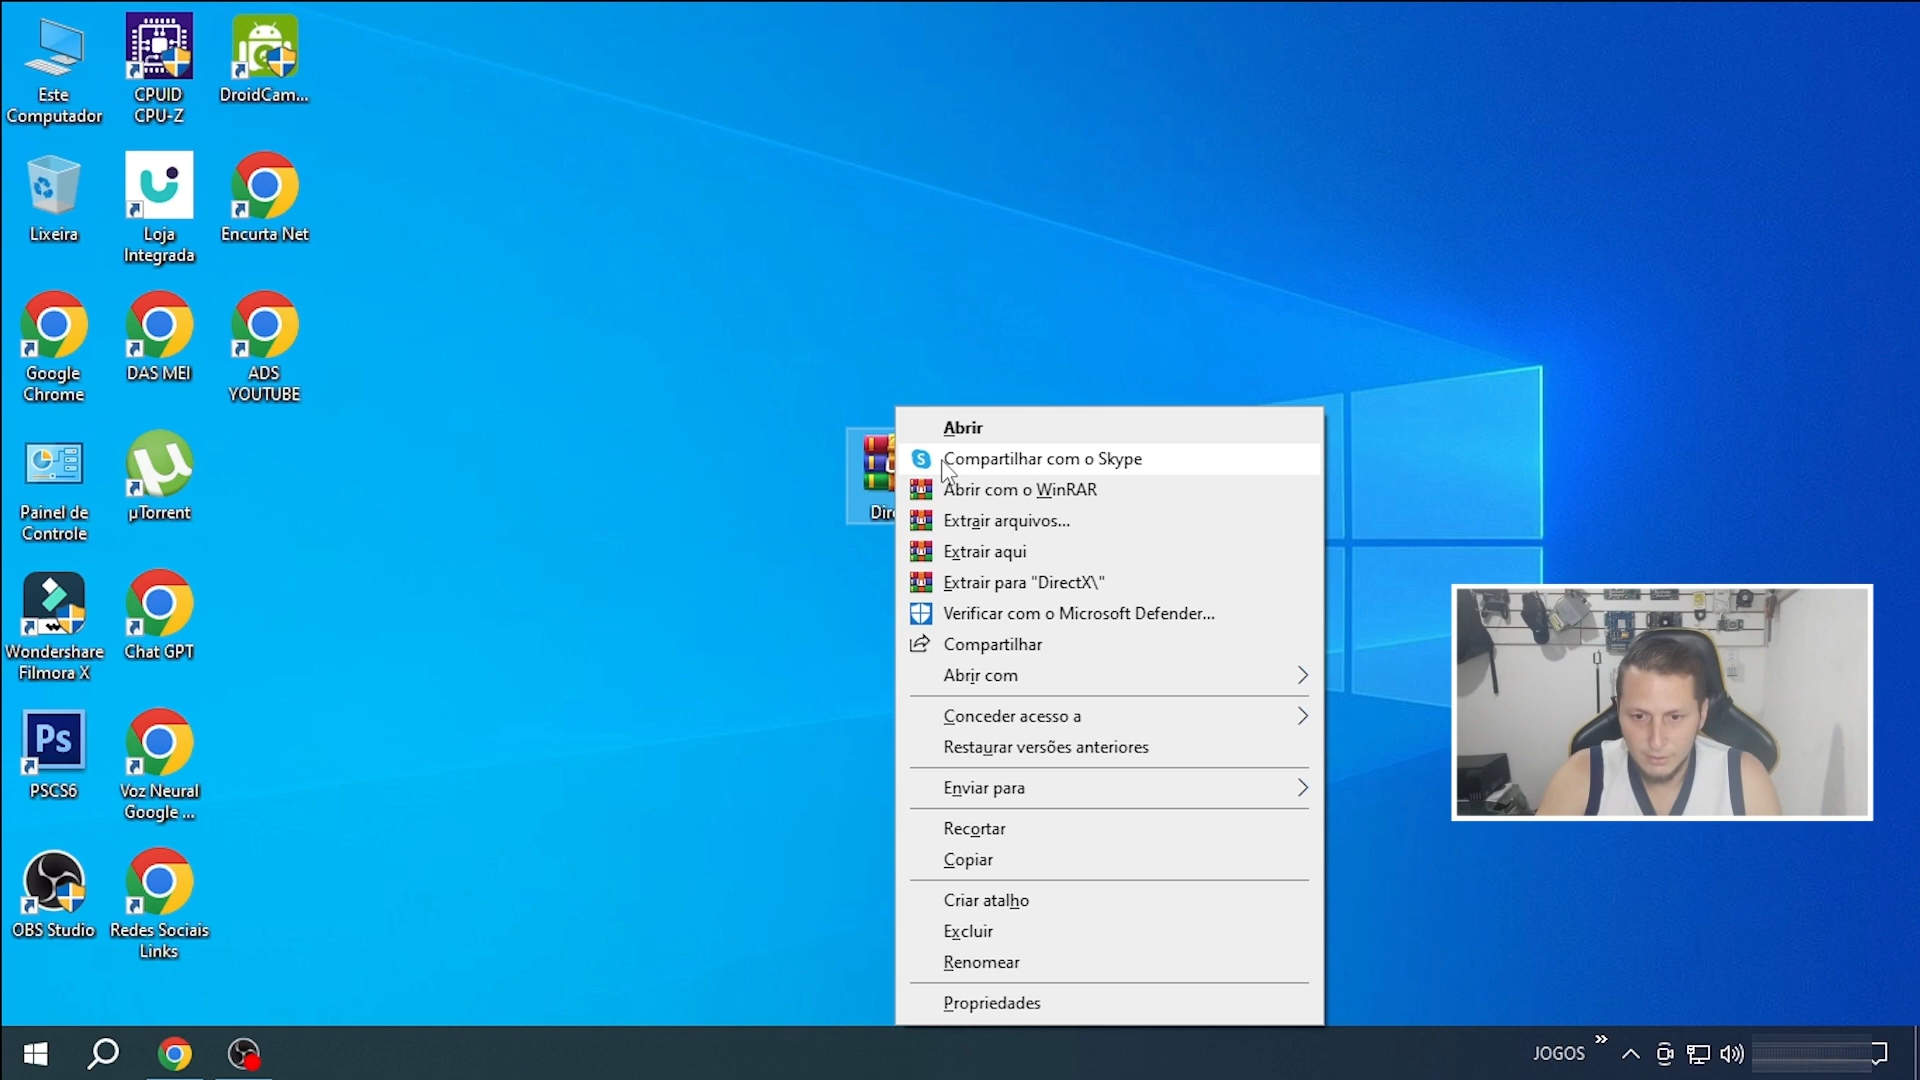 Este
Computador
CPUID
CPU-Z
DroidCam...
Lixeira
Loja
Integrada
Encurta Net
Google
Chrome
DAS MEI
ADS
YOUTUBE
Painel de
Controle
µTorrent
Wondershare
Filmora X
Chat GPT
Ps
PSCS6
Voz Neural
Google ...
OBS Studio
Redes Sociais
Links
Dire
Abrir
Compartilhar com o Skype
Abrir com o WinRAR
Extrair arquivos...
Extrair aqui
Extrair para "DirectX\"
Verificar com o Microsoft Defender...
Compartilhar
Abrir com
Conceder acesso a
Restaurar versões anteriores
Enviar para
Recortar
Copiar
Criar atalho
Excluir
Renomear
Propriedades
JOGOS